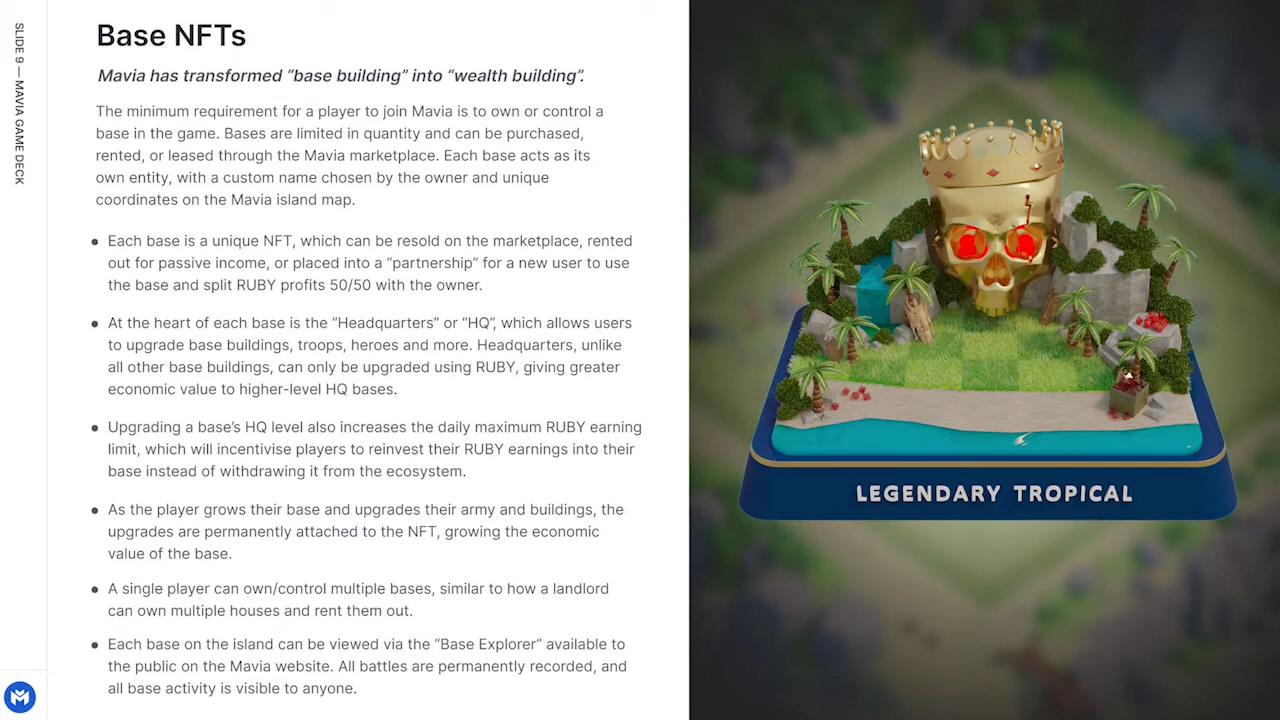 SLIDE 9 — MAVIA GAME DECK
Base NFTs
Mavia has transformed “base building” into “wealth building”.
The minimum requirement for a player to join Mavia is to own or control a
base in the game. Bases are limited in quantity and can be purchased,
rented, or leased through the Mavia marketplace. Each base acts as its
own entity, with a custom name chosen by the owner and unique
coordinates on the Mavia island map.
• Each base is a unique NFT, which can be resold on the marketplace, rented
out for passive income, or placed into a “partnership” for a new user to use
the base and split RUBY profits 50/50 with the owner.
• At the heart of each base is the “Headquarters” or “HQ”, which allows users
to upgrade base buildings, troops, heroes and more. Headquarters, unlike
all other base buildings, can only be upgraded using RUBY, giving greater
economic value to higher-level HQ bases.
• Upgrading a base’s HQ level also increases the daily maximum RUBY earning
limit, which will incentivise players to reinvest their RUBY earnings into their
base instead of withdrawing it from the ecosystem.
• As the player grows their base and upgrades their army and buildings, the
upgrades are permanently attached to the NFT, growing the economic
value of the base.
• A single player can own/control multiple bases, similar to how a landlord
can own multiple houses and rent them out.
• Each base on the island can be viewed via the “Base Explorer” available to
the public on the Mavia website. All battles are permanently recorded, and
all base activity is visible to anyone.
LEGENDARY TROPICAL